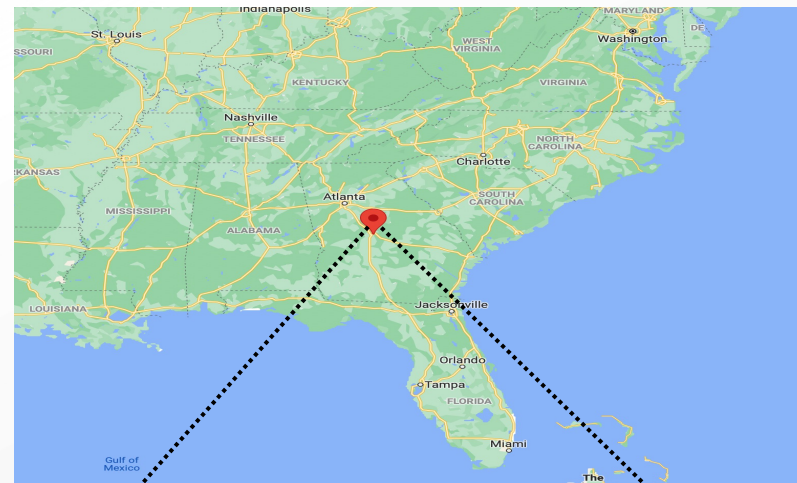 Indianapolis
MARYLAND
St. Louis
Washington
DE
SSOURI
WEST
VIRGINIA
KENTUCKY
VIRGINIA
Nashville
TENNESSEE
NORTH
CAROLINA
Charlotte
RKANSAS
Atlanta
SOUTH
CAROLINA
MISSISSIPPI
ALABAMA
Jacksonville
LOUISIANA
Orlando
Tampa
FLORIDA
Miami
Gulf of
Mexico
The